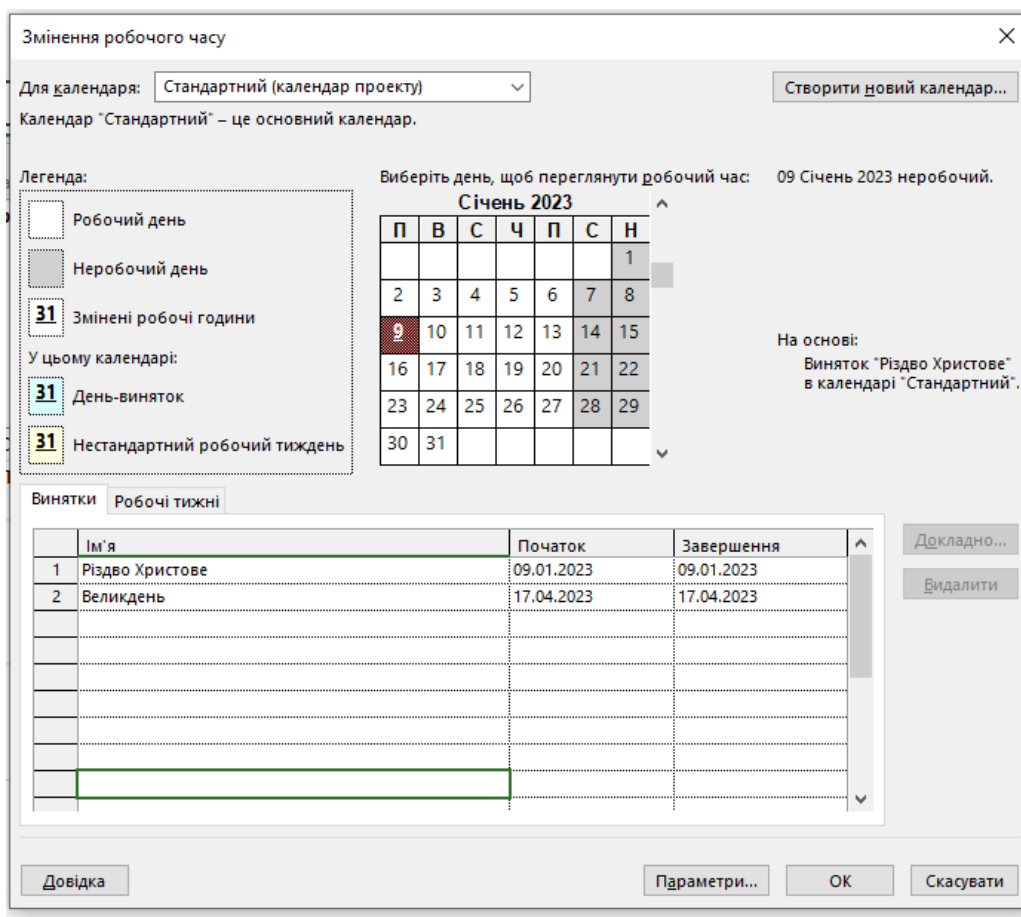 Змінення робочого часу
Для календаря: Стандартний (календар проекту) Створити новий календар...
Календар "Стандартний" – це основний календар.
Легенда:
Робочий день
Неробочий день
31 Змінені робочі години
У цьому календарі:
31 День-виняток
31 Нестандартний робочий тиждень
Виберіть день, щоб переглянути робочий час:
Січень 2023
П В С Ч П С Н
1
2 3 4 5 6 7 8
9 10 11 12 13 14 15
16 17 18 19 20 21 22
23 24 25 26 27 28 29
30 31
09 Січень 2023 неробочий.
На основі:
Виняток "Різдво Христове"
в календарі "Стандартний".
Винятки Робочі тижні
Ім'я Початок Завершення
1 Різдво Христове 09.01.2023 09.01.2023
2 Великдень 17.04.2023 17.04.2023
Докладно...
Видалити
Довідка Параметри... ОК Скасувати